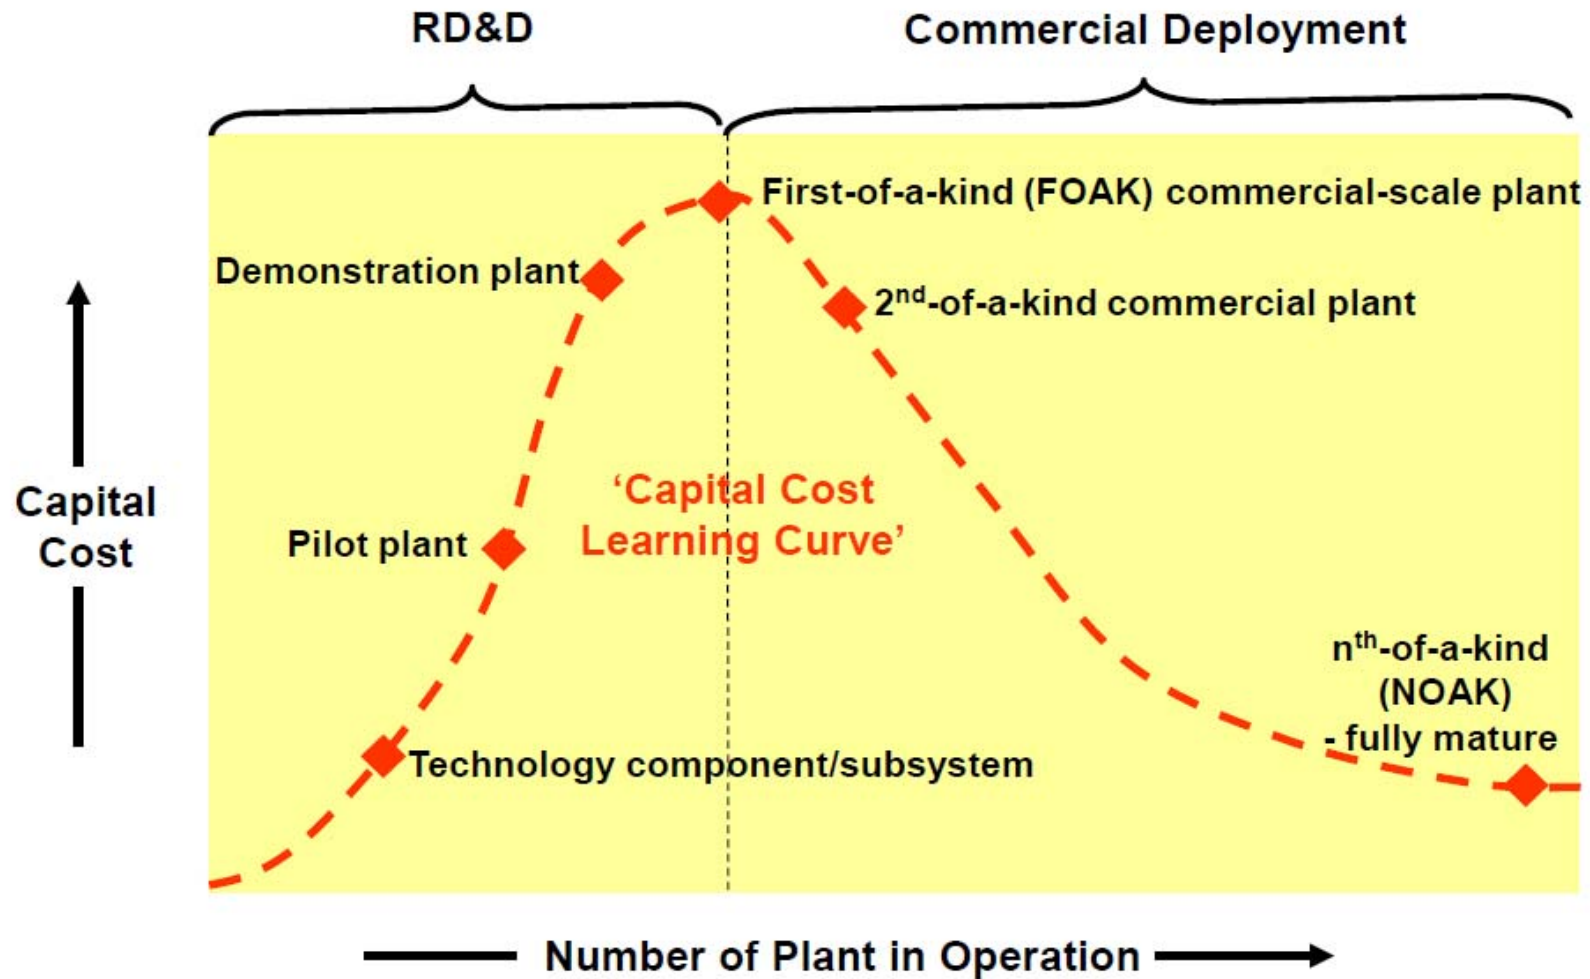 RD&D
Commercial Deployment
First-of-a-kind (FOAK) commercial-scale plant
Demonstration plant
2nd-of-a-kind commercial plant
‘Capital Cost
Learning Curve’
Capital
Cost
Pilot plant
nth-of-a-kind
(NOAK)
- fully mature
Technology component/subsystem
Number of Plant in Operation